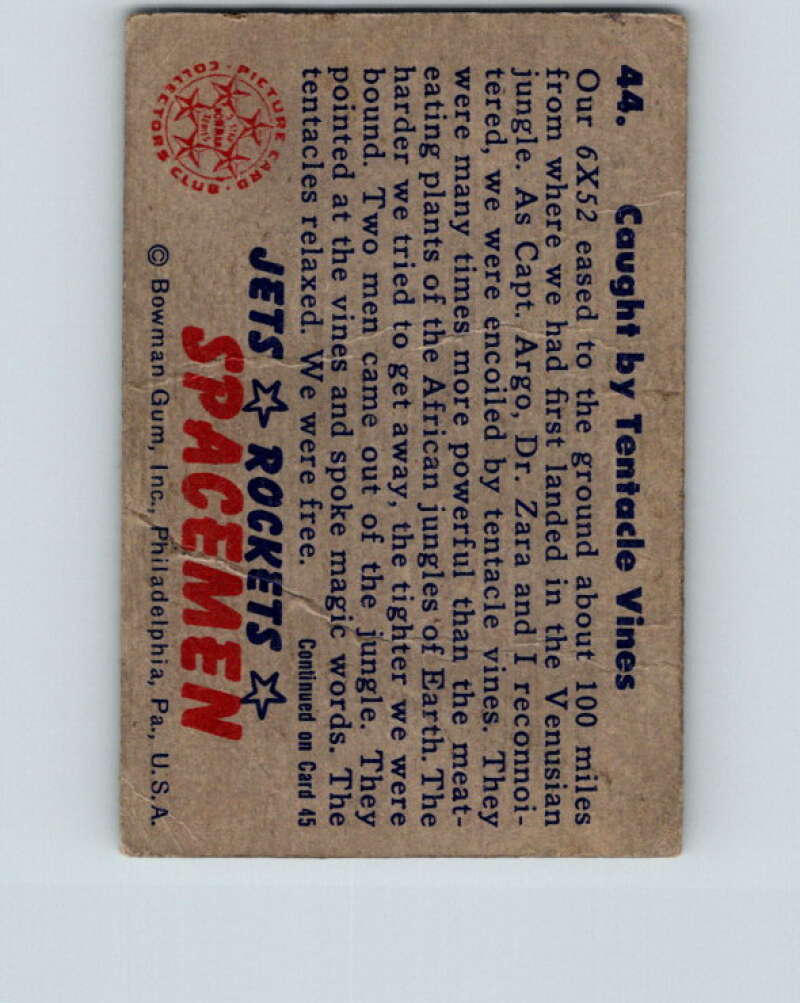 44. Caught by Tentacle Vines
Our 6X52 eased to the ground about 100 miles
from where we had first landed in the Venusian
jungle. As Capt. Argo, Dr. Zara and I reconnoi-
tered, we were encoiled by tentacle vines. They
were many times more powerful than the meat-
eating plants of the African jungles of Earth. The
harder we tried to get away, the tighter we were
bound. Two men came out of the jungle. They
pointed at the vines and spoke magic words. The
tentacles relaxed. We were free.
Continued on Card 45
PICTURE CARD
COLLECTORS CLUB
BOWMAN
JETS ROCKETS
SPACEMEN
© Bowman Gum, Inc., Philadelphia, Pa., U.S.A.